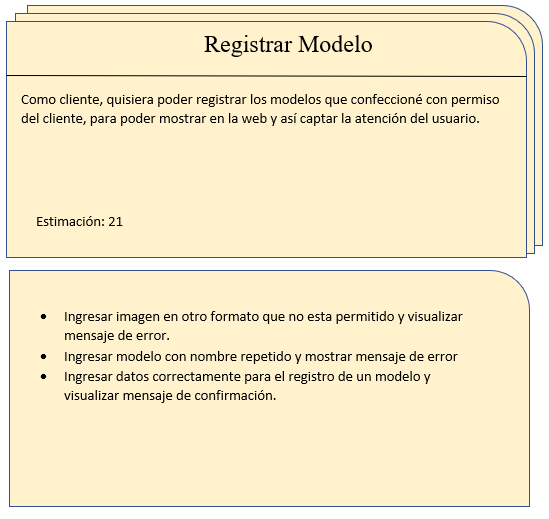 Registrar Modelo
Como cliente, quisiera poder registrar los modelos que confeccioné con permiso
del cliente, para poder mostrar en la web y así captar la atención del usuario.
Estimación: 21
• Ingresar imagen en otro formato que no esta permitido y visualizar
mensaje de error.
• Ingresar modelo con nombre repetido y mostrar mensaje de error
• Ingresar datos correctamente para el registro de un modelo y
visualizar mensaje de confirmación.